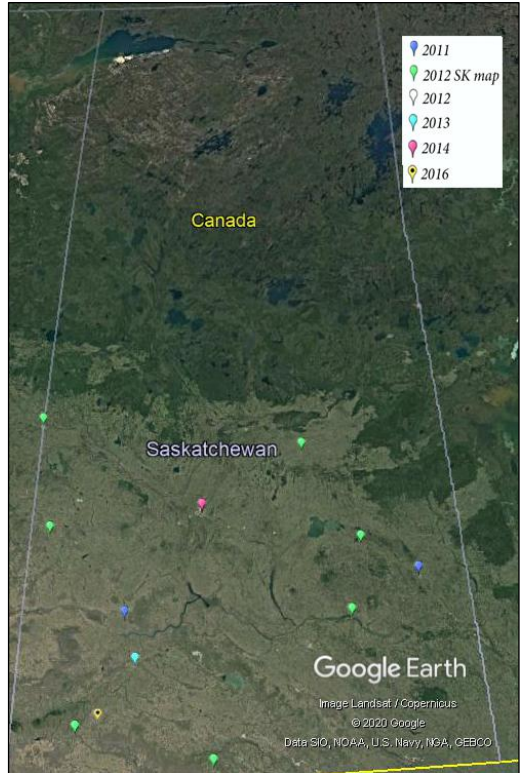 2011
2012 SK map
2012
2013
2014
2016
Canada
Saskatchewan
Google Earth
Image Landsat / Copernicus
© 2020 Google
Data SIO, NOAA, U.S. Navy, NGA, GEBCO